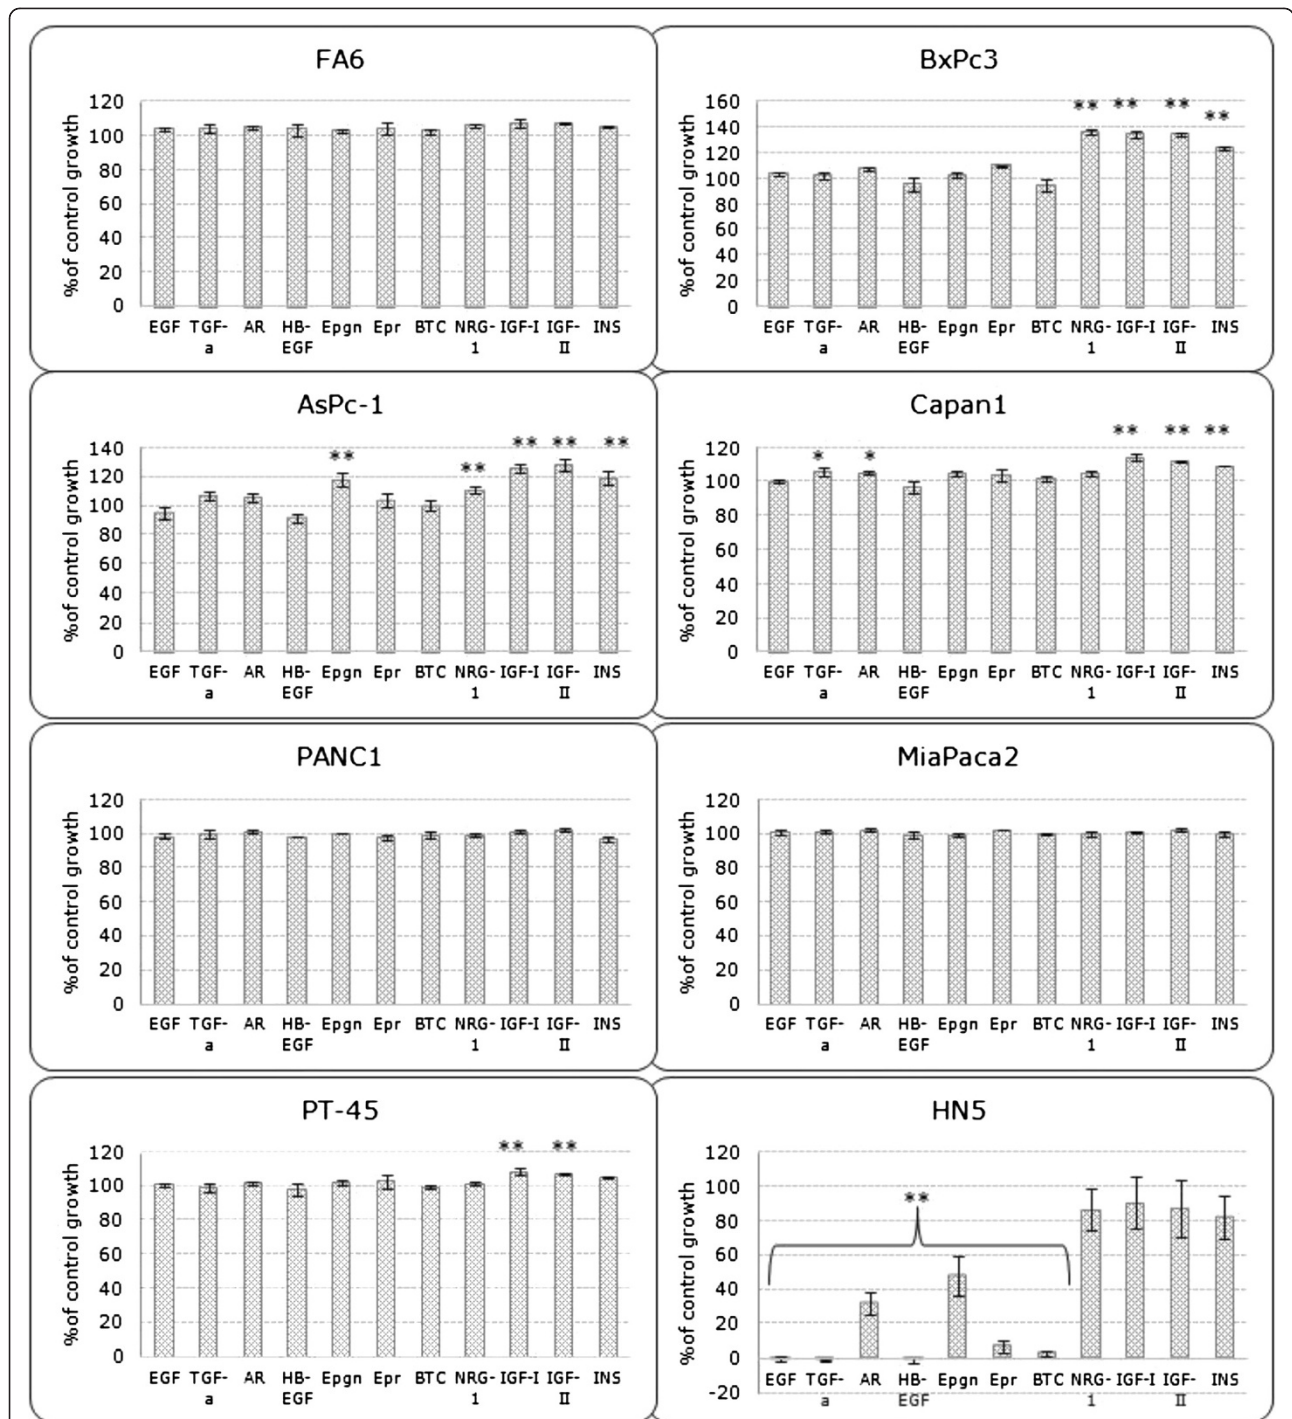 FA6
%of control growth
120
100
80
60
40
20
0
EGF TGF-a AR HB-EGF Epgn Epr BTC NRG-1 IGF-I IGF-II INS
BxPc3
%of control growth
160
140
120
100
80
60
40
20
0
** ** ** **
EGF TGF-a AR HB-EGF Epgn Epr BTC NRG-1 IGF-I IGF-II INS
AsPc-1
%of control growth
140
120
100
80
60
40
20
0
** ** ** ** **
EGF TGF-a AR HB-EGF Epgn Epr BTC NRG-1 IGF-I IGF-II INS
Capan1
%of control growth
120
100
80
60
40
20
0
* * ** ** **
EGF TGF-a AR HB-EGF Epgn Epr BTC NRG-1 IGF-I IGF-II INS
PANC1
%of control growth
120
100
80
60
40
20
0
EGF TGF-a AR HB-EGF Epgn Epr BTC NRG-1 IGF-I IGF-II INS
MiaPaca2
%of control growth
120
100
80
60
40
20
0
EGF TGF-a AR HB-EGF Epgn Epr BTC NRG-1 IGF-I IGF-II INS
PT-45
%of control growth
120
100
80
60
40
20
0
** **
EGF TGF-a AR HB-EGF Epgn Epr BTC NRG-1 IGF-I IGF-II INS
HN5
%of control growth
120
100
80
60
40
20
0
-20
**
EGF TGF-a AR HB-EGF Epgn Epr BTC NRG-1 IGF-I IGF-II INS